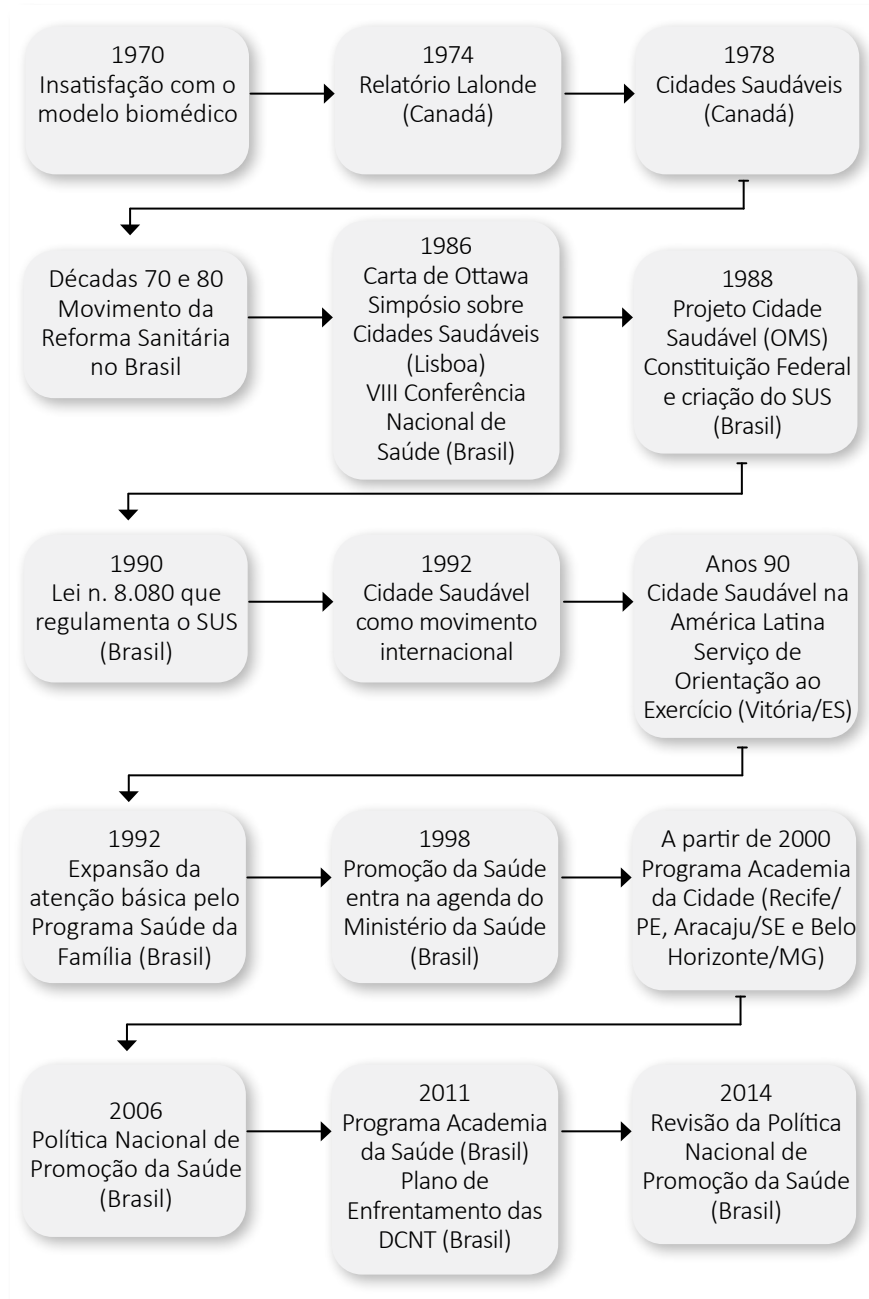 1970
Insatisfação com o
modelo biomédico
1974
Relatório Lalonde
(Canadá)
1978
Cidades Saudáveis
(Canadá)
Décadas 70 e 80
Movimento da
Reforma Sanitária
no Brasil
1986
Carta de Ottawa
Simpósio sobre
Cidades Saudáveis
(Lisboa)
VIII Conferência
Nacional de
Saúde (Brasil)
1988
Projeto Cidade
Saudável (OMS)
Constituição Federal
e criação do SUS
(Brasil)
1990
Lei n. 8.080 que
regulamenta o SUS
(Brasil)
1992
Cidade Saudável
como movimento
internacional
Anos 90
Cidade Saudável na
América Latina
Serviço de
Orientação ao
Exercício (Vitória/ES)
1992
Expansão da
atenção básica pelo
Programa Saúde da
Família (Brasil)
1998
Promoção da Saúde
entra na agenda do
Ministério da Saúde
(Brasil)
A partir de 2000
Programa Academia
da Cidade (Recife/
PE, Aracaju/SE e Belo
Horizonte/MG)
2006
Política Nacional de
Promoção da Saúde
(Brasil)
2011
Programa Academia
da Saúde (Brasil)
Plano de
Enfrentamento das
DCNT (Brasil)
2014
Revisão da Política
Nacional de
Promoção da Saúde
(Brasil)